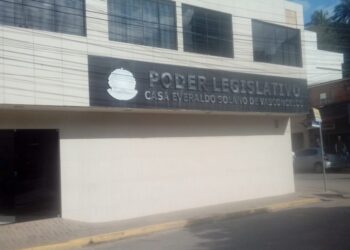 PODER LEGISLATIVO
CASA EVERALDO SOLANO DE VASCONCELOS